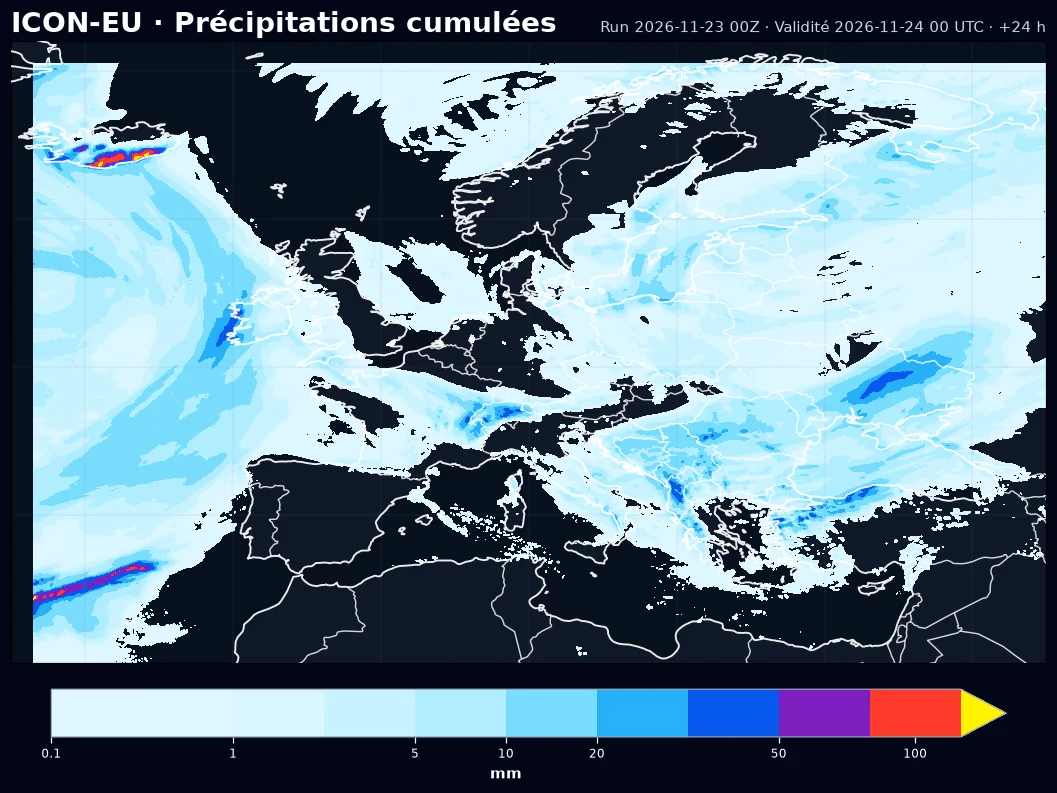 ICON-EU · Précipitations cumulées
Run 2026-11-23 00Z · Validité 2026-11-24 00 UTC · +24 h
0.1 1 5 10 20 50 100
mm